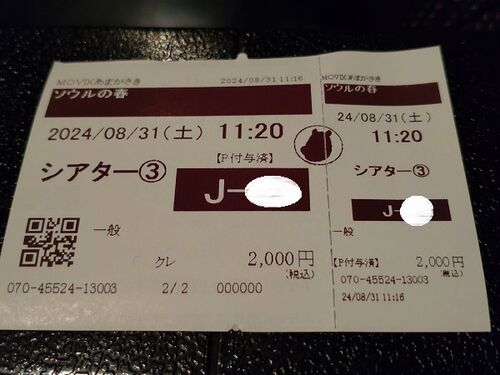 MOVIXあまがさき 2024/08/31 11:16
ソウルの春
2024/08/31(土) 11:20
【P付与済】
シアター③
J-
一般
クレ 2,000円
(税込)
070-45524-13003 2/2 000000
MOVIXあまがさき
ソウルの春
24/08/31(土)
11:20
シアター③
J-
一般
【P付与済】 2,000円
(税込)
070-45524-13003
24/08/31 11:16